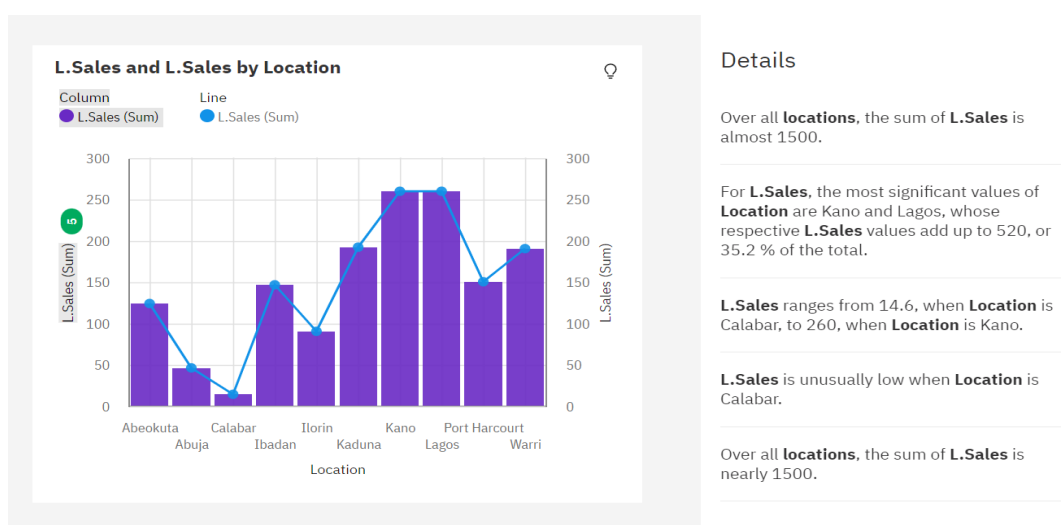 L.Sales and L.Sales by Location
Column
Line
L.Sales (Sum)
L.Sales (Sum)
300
250
200
150
100
50
0
5
L.Sales (Sum)
300
250
200
150
100
50
0
L.Sales (Sum)
Abeokuta
Calabar
Ilorin
Kano
Port Harcourt
Abuja
Ibadan
Kaduna
Lagos
Warri
Location
Details
Over all locations, the sum of L.Sales is
almost 1500.
For L.Sales, the most significant values of
Location are Kano and Lagos, whose
respective L.Sales values add up to 520, or
35.2 % of the total.
L.Sales ranges from 14.6, when Location is
Calabar, to 260, when Location is Kano.
L.Sales is unusually low when Location is
Calabar.
Over all locations, the sum of L.Sales is
nearly 1500.